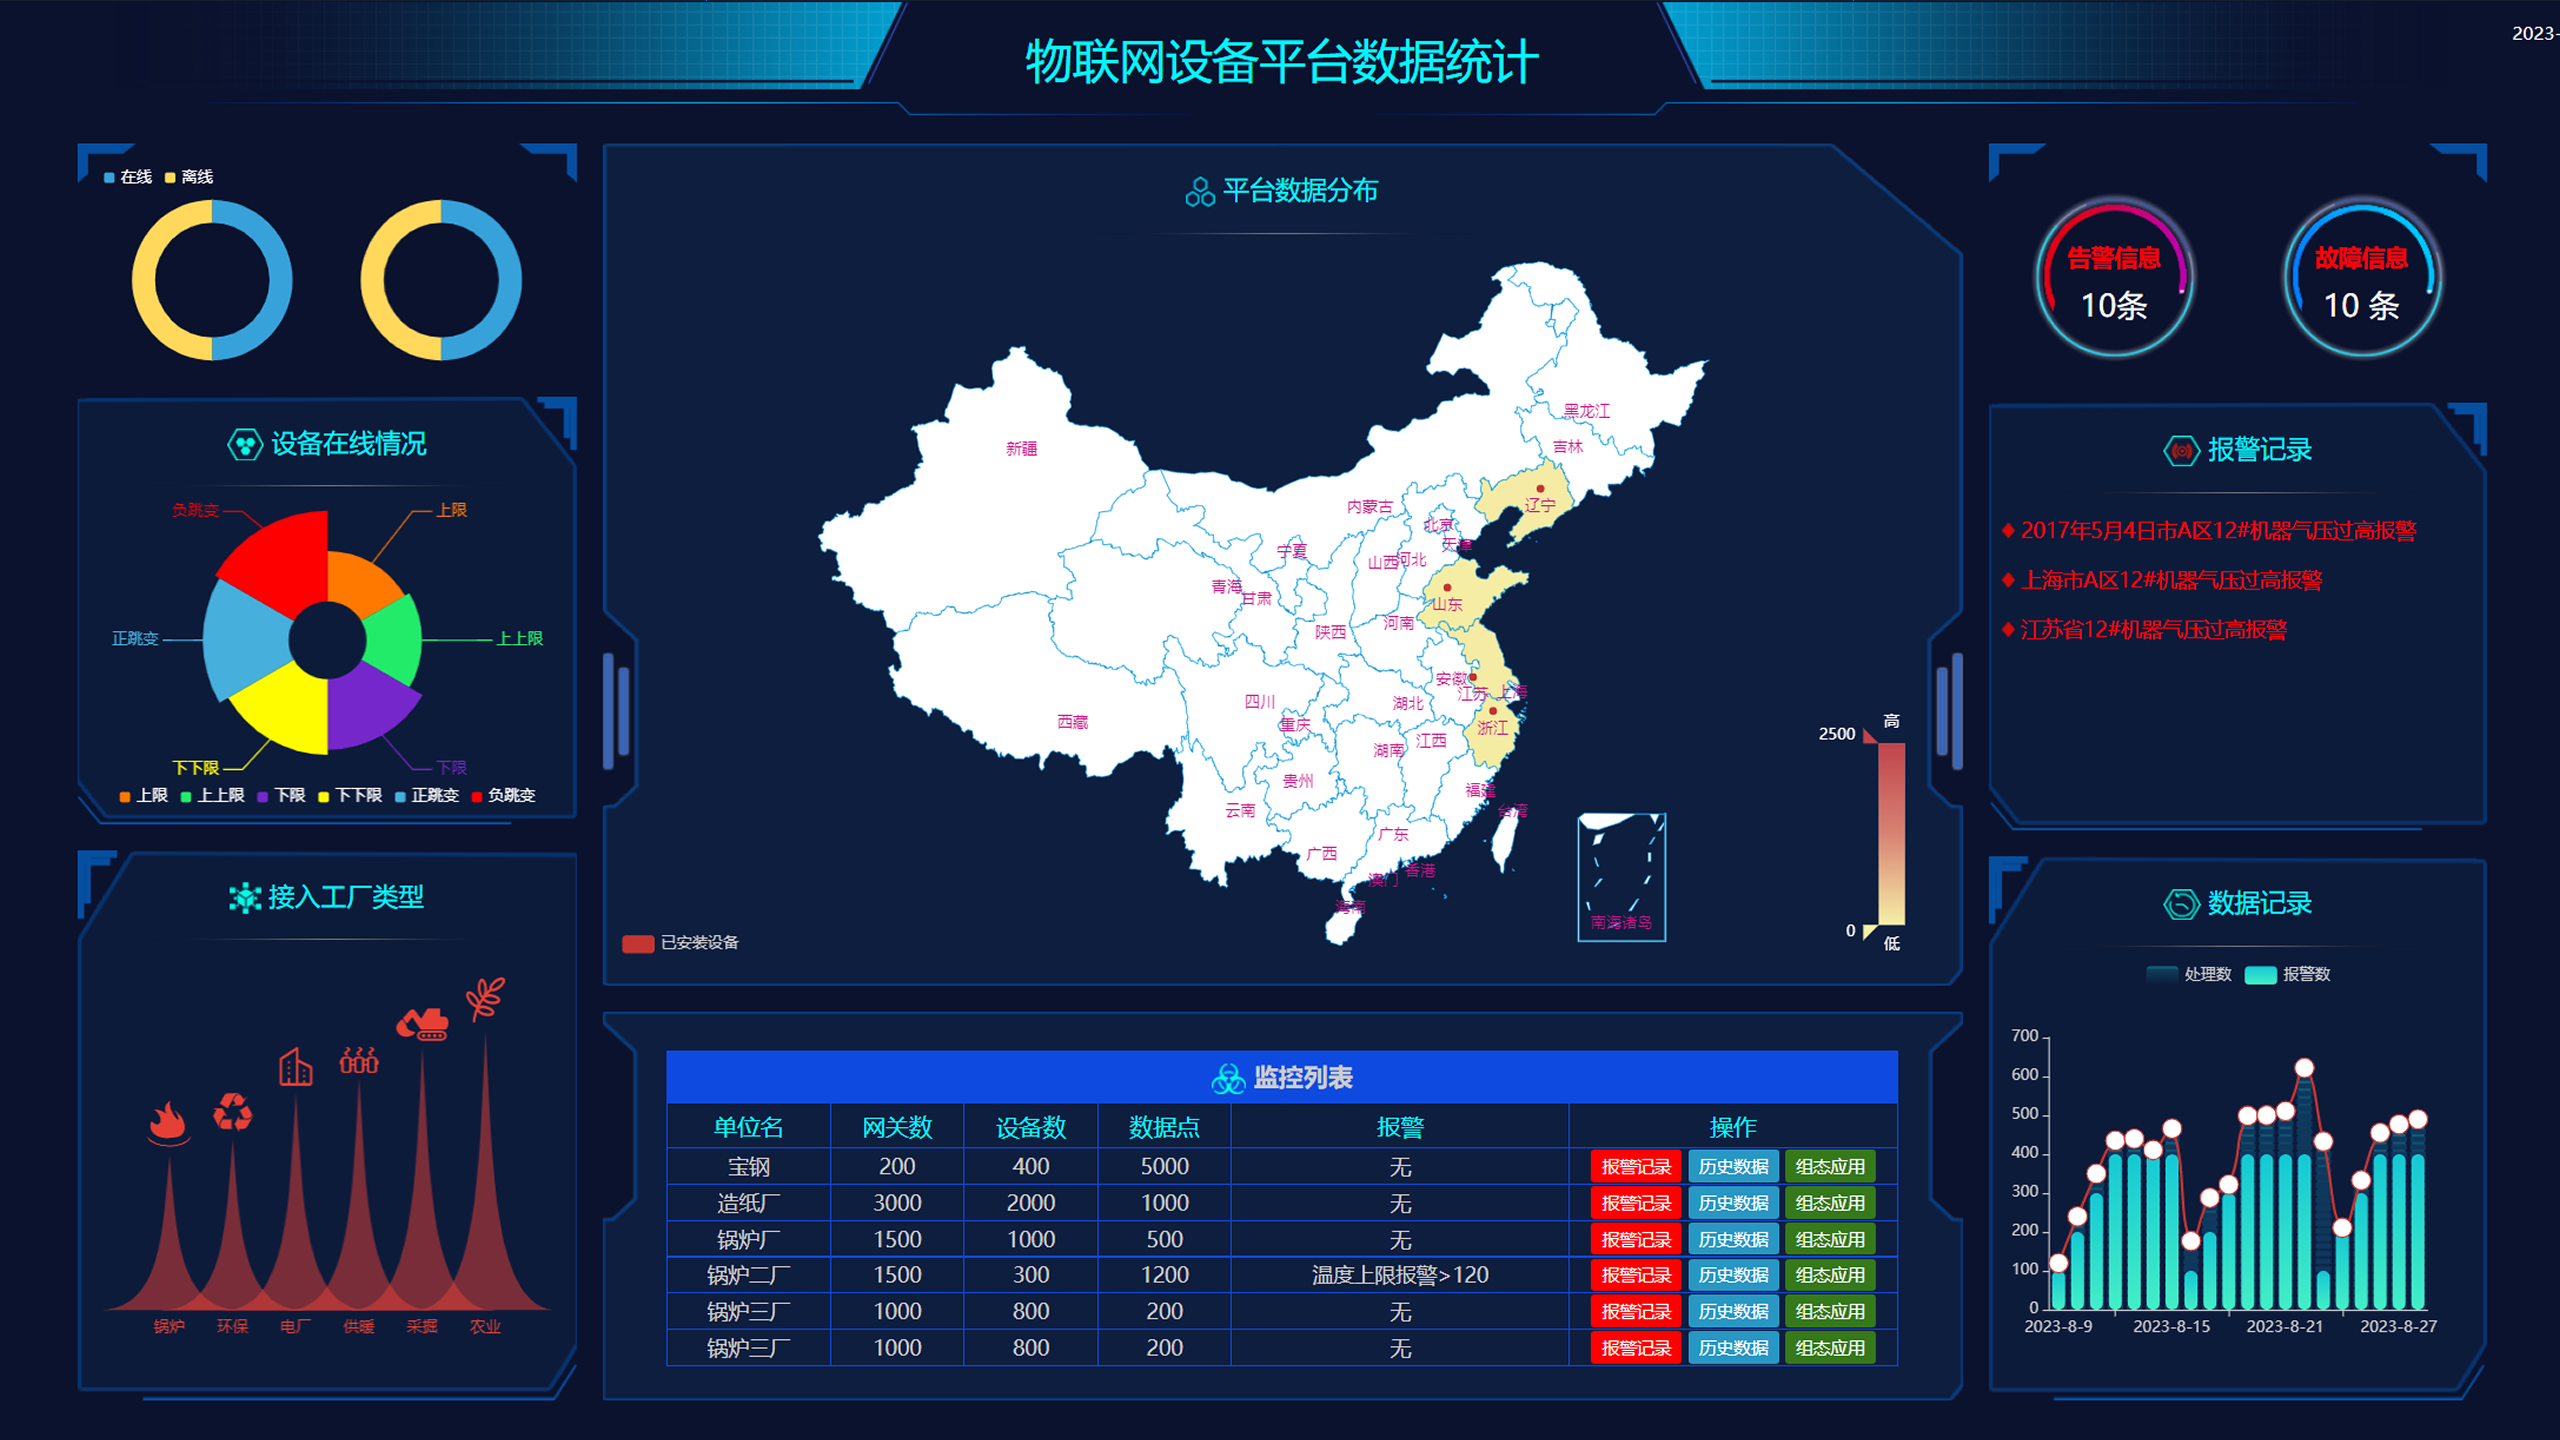 物联网设备平台数据统计
2023-
在线 离线
设备在线情况
负跳变 上限
正跳变 上上限
下下限 下限
上限 上上限 下限 下下限 正跳变 负跳变
接入工厂类型
锅炉 环保 电厂 供暖 采掘 农业
平台数据分布
黑龙江
吉林
新疆
内蒙古
辽宁
北京
天津
宁夏
山西
河北
青海
甘肃
山东
河南
陕西
安徽
江苏
上海
四川
湖北
重庆
西藏
浙江
江西
湖南
贵州
福建
云南
台湾
广东
广西
香港
澳门
海南
南海诸岛
高
2500
0
低
已安装设备
监控列表
单位名 网关数 设备数 数据点 报警 操作
宝钢 200 400 5000 无 报警记录 历史数据 组态应用
造纸厂 3000 2000 1000 无 报警记录 历史数据 组态应用
锅炉厂 1500 1000 500 无 报警记录 历史数据 组态应用
锅炉二厂 1500 300 1200 温度上限报警>120 报警记录 历史数据 组态应用
锅炉三厂 1000 800 200 无 报警记录 历史数据 组态应用
锅炉三厂 1000 800 200 无 报警记录 历史数据 组态应用
告警信息
10条
故障信息
10 条
报警记录
2017年5月4日市A区12#机器气压过高报警
上海市A区12#机器气压过高报警
江苏省12#机器气压过高报警
数据记录
处理数 报警数
700
600
500
400
300
200
100
0
2023-8-9 2023-8-15 2023-8-21 2023-8-27